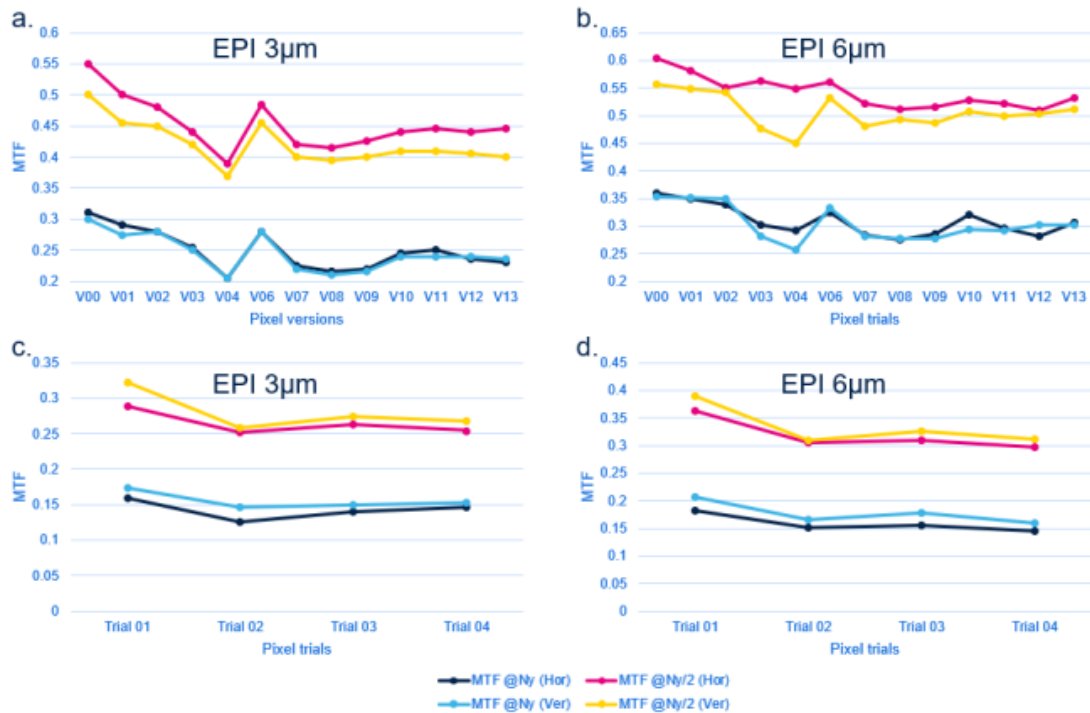 a.
EPI 3µm
0.6
0.55
0.5
0.45
0.4
0.35
0.3
0.25
0.2
MTF
V00 V01 V02 V03 V04 V06 V07 V08 V09 V10 V11 V12 V13
Pixel versions
b.
EPI 6µm
0.65
0.6
0.55
0.5
0.45
0.4
0.35
0.3
0.25
0.2
MTF
V00 V01 V02 V03 V04 V06 V07 V08 V09 V10 V11 V12 V13
Pixel trials
c.
EPI 3µm
0.35
0.3
0.25
0.2
0.15
0.1
0.05
0
MTF
Trial 01 Trial 02 Trial 03 Trial 04
Pixel trials
d.
EPI 6µm
0.45
0.4
0.35
0.3
0.25
0.2
0.15
0.1
0.05
0
MTF
Trial 01 Trial 02 Trial 03 Trial 04
Pixel trials
MTF @Ny (Hor) MTF @Ny/2 (Hor)
MTF @Ny (Ver) MTF @Ny/2 (Ver)